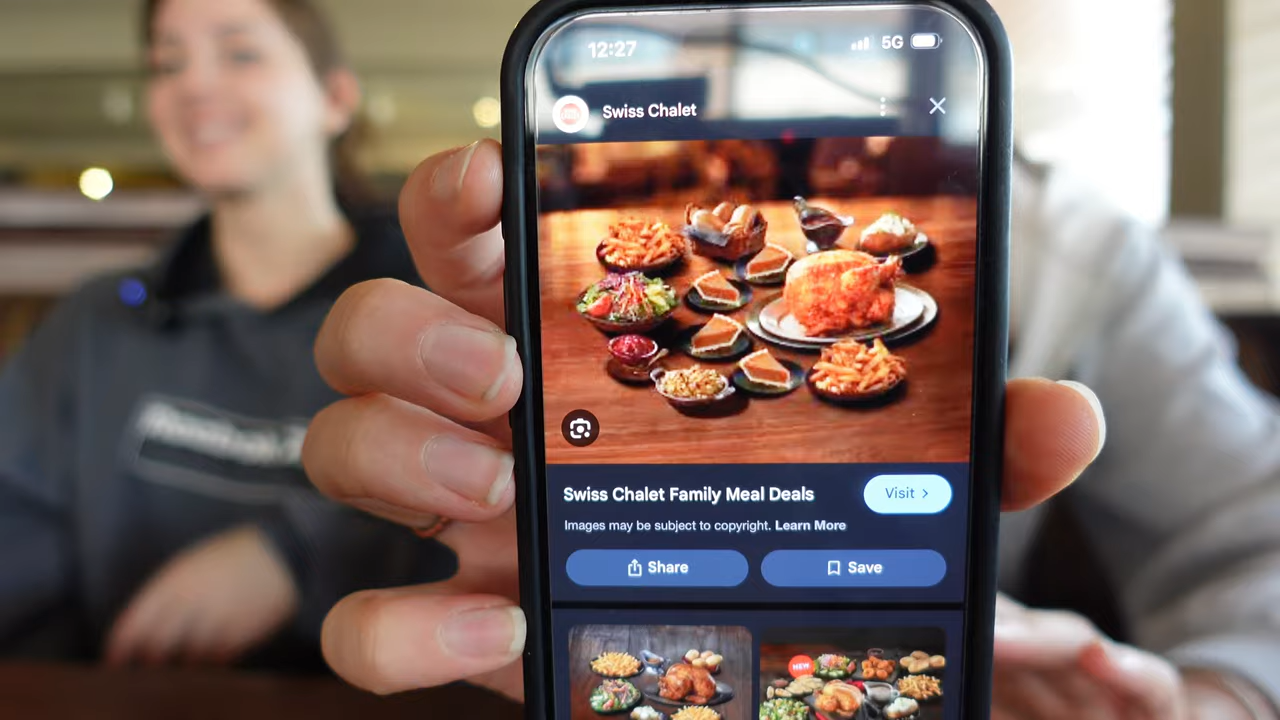 12:27
5G
Swiss Chalet
Swiss Chalet Family Meal Deals
Visit >
Images may be subject to copyright. Learn More
Share
Save
NEW